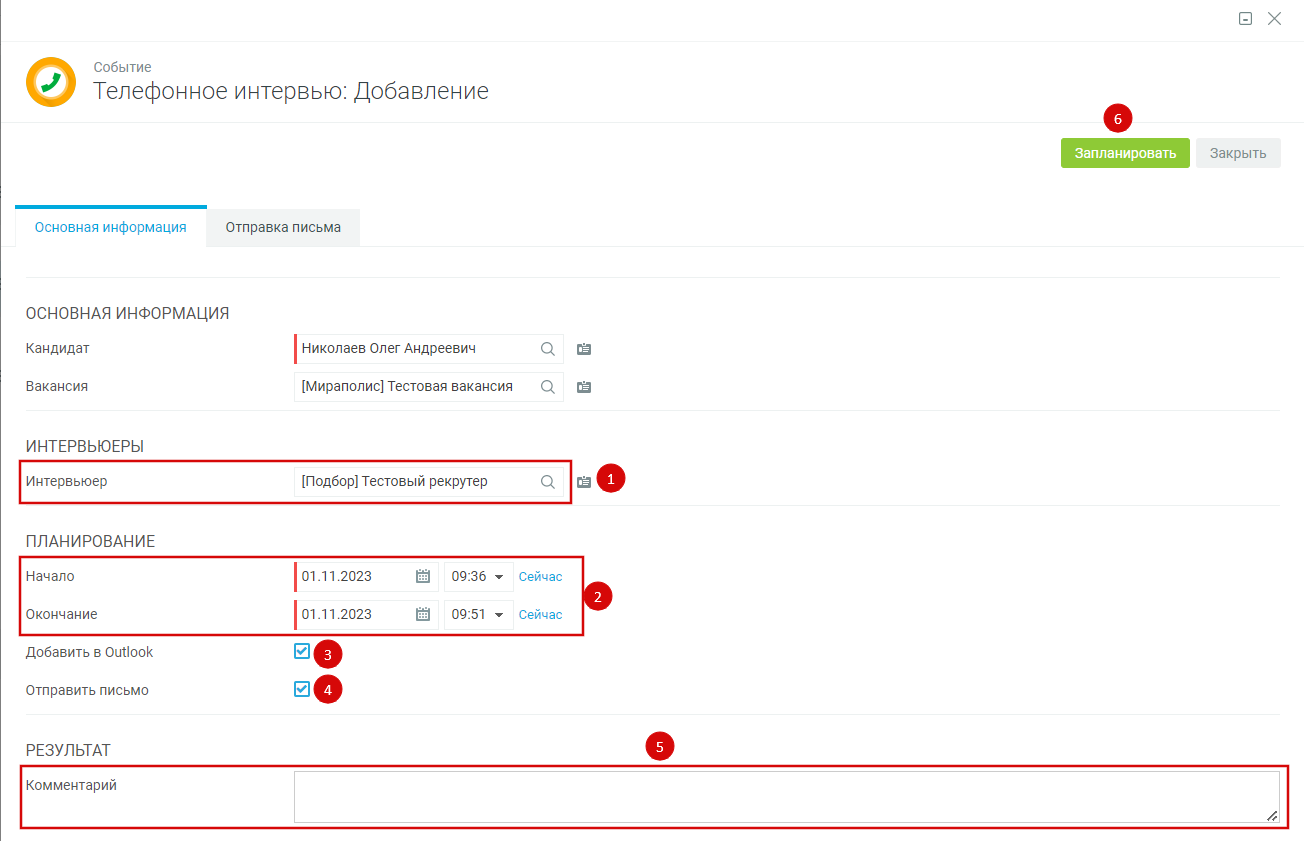 Событие
Телефонное интервью: Добавление
6
Запланировать Закрыть
Основная информация Отправка письма
ОСНОВНАЯ ИНФОРМАЦИЯ
Кандидат Николаев Олег Андреевич
Вакансия [Мираполис] Тестовая вакансия
ИНТЕРВЬЮЕРЫ
Интервьюер [Подбор] Тестовый рекрутер 1
ПЛАНИРОВАНИЕ
Начало 01.11.2023 09:36 Сейчас
2
Окончание 01.11.2023 09:51 Сейчас
Добавить в Outlook 3
Отправить письмо 4
РЕЗУЛЬТАТ 5
Комментарий